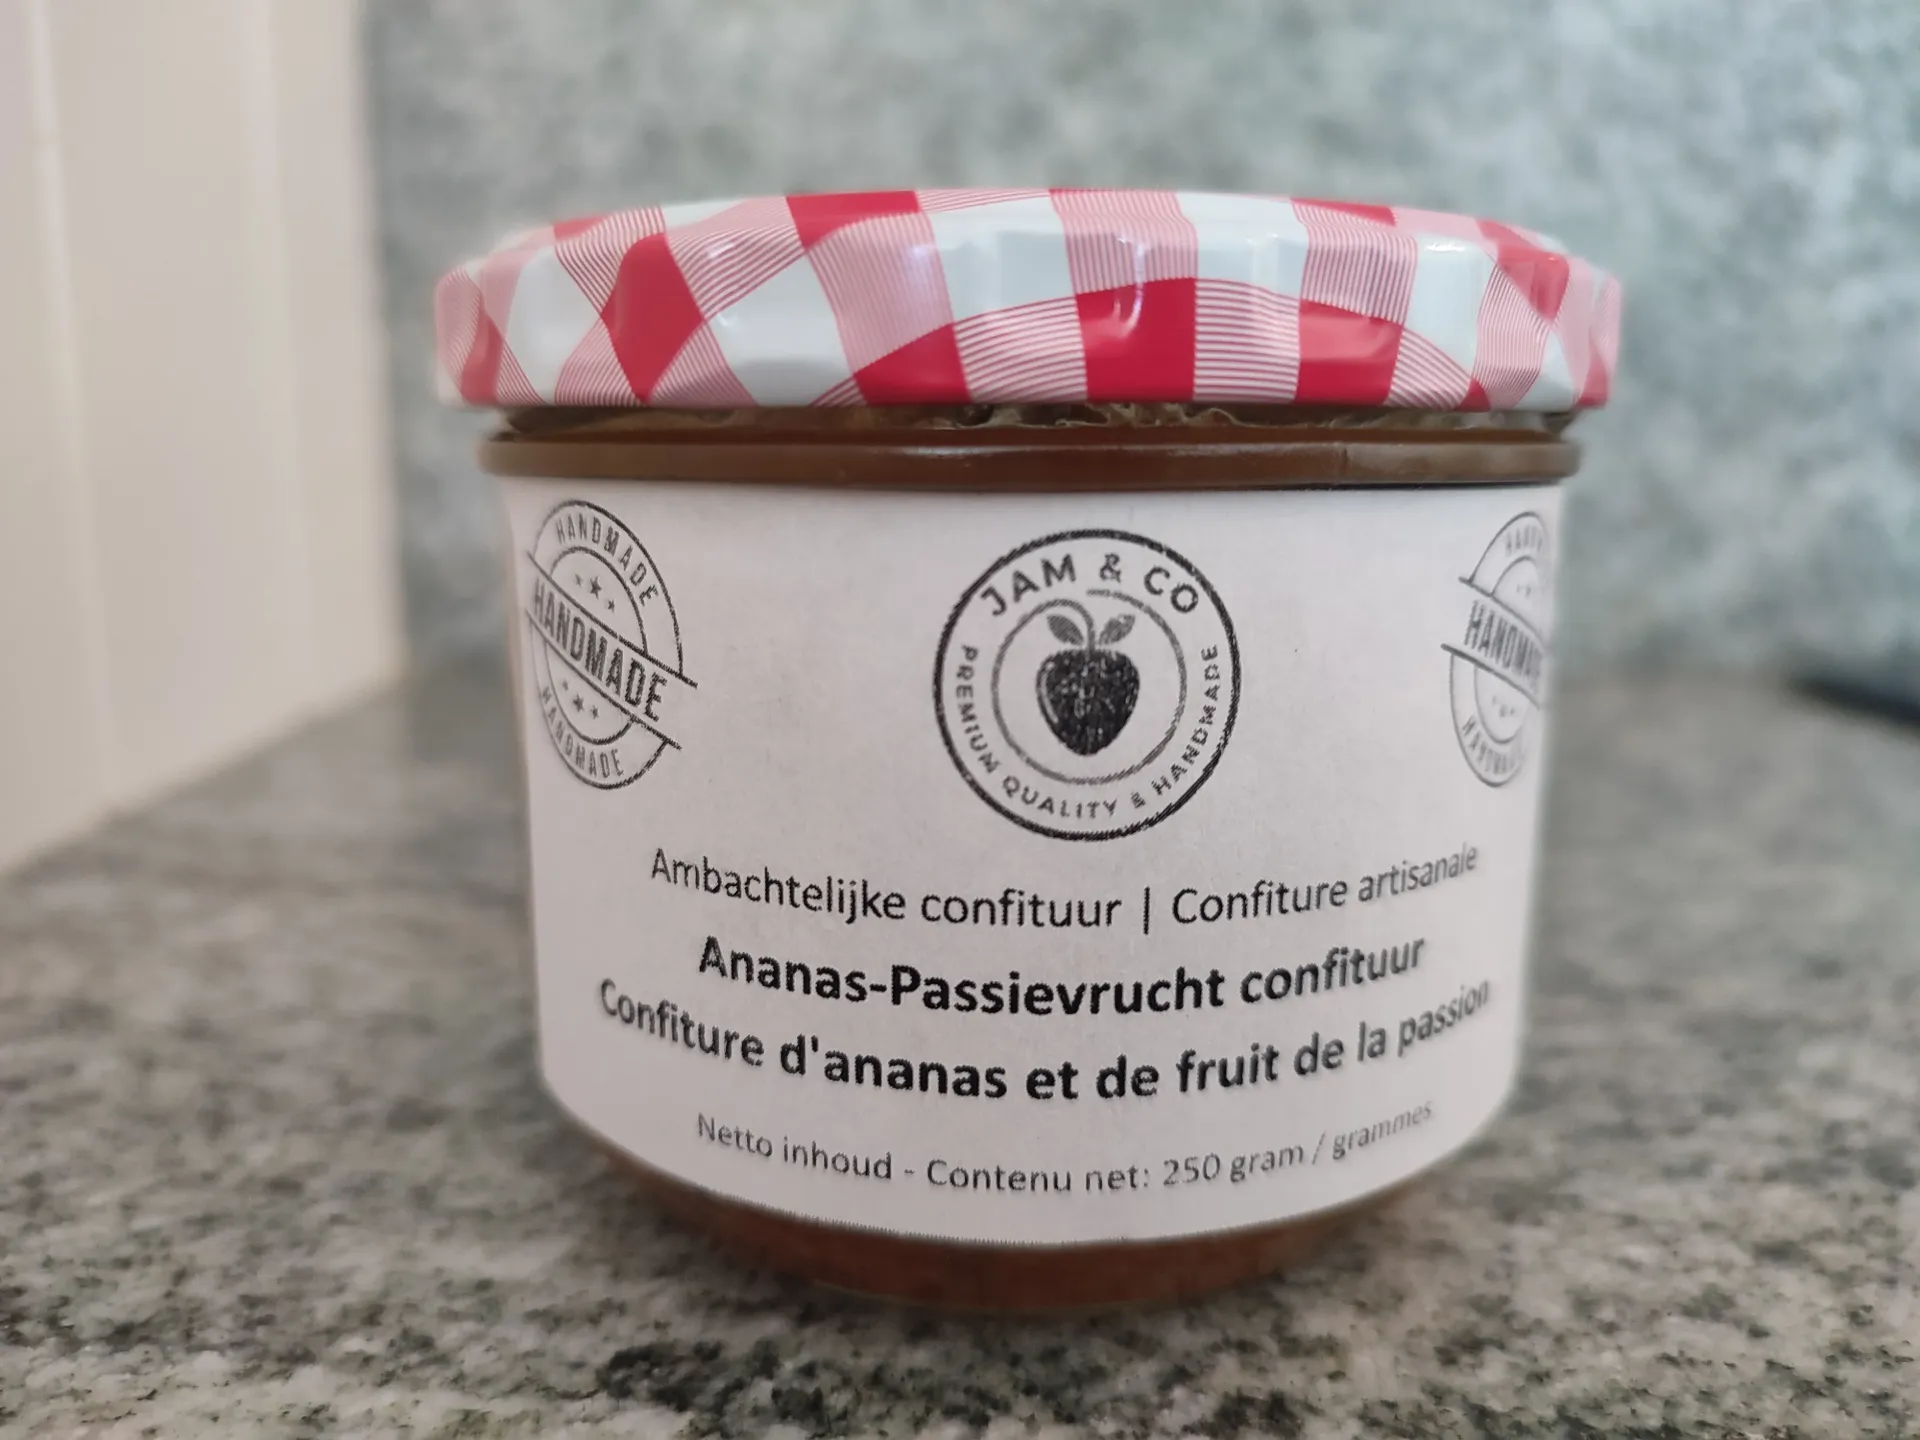 HANDMADE
HANDMADE
HANDMADE
JAM & CO
PREMIUM QUALITY & HANDMADE
HANDMADE
Ambachtelijke confituur | Confiture artisanale
Ananas-Passievrucht confituur
Confiture d'ananas et de fruit de la passion
Netto inhoud - Contenu net: 250 gram / grammes